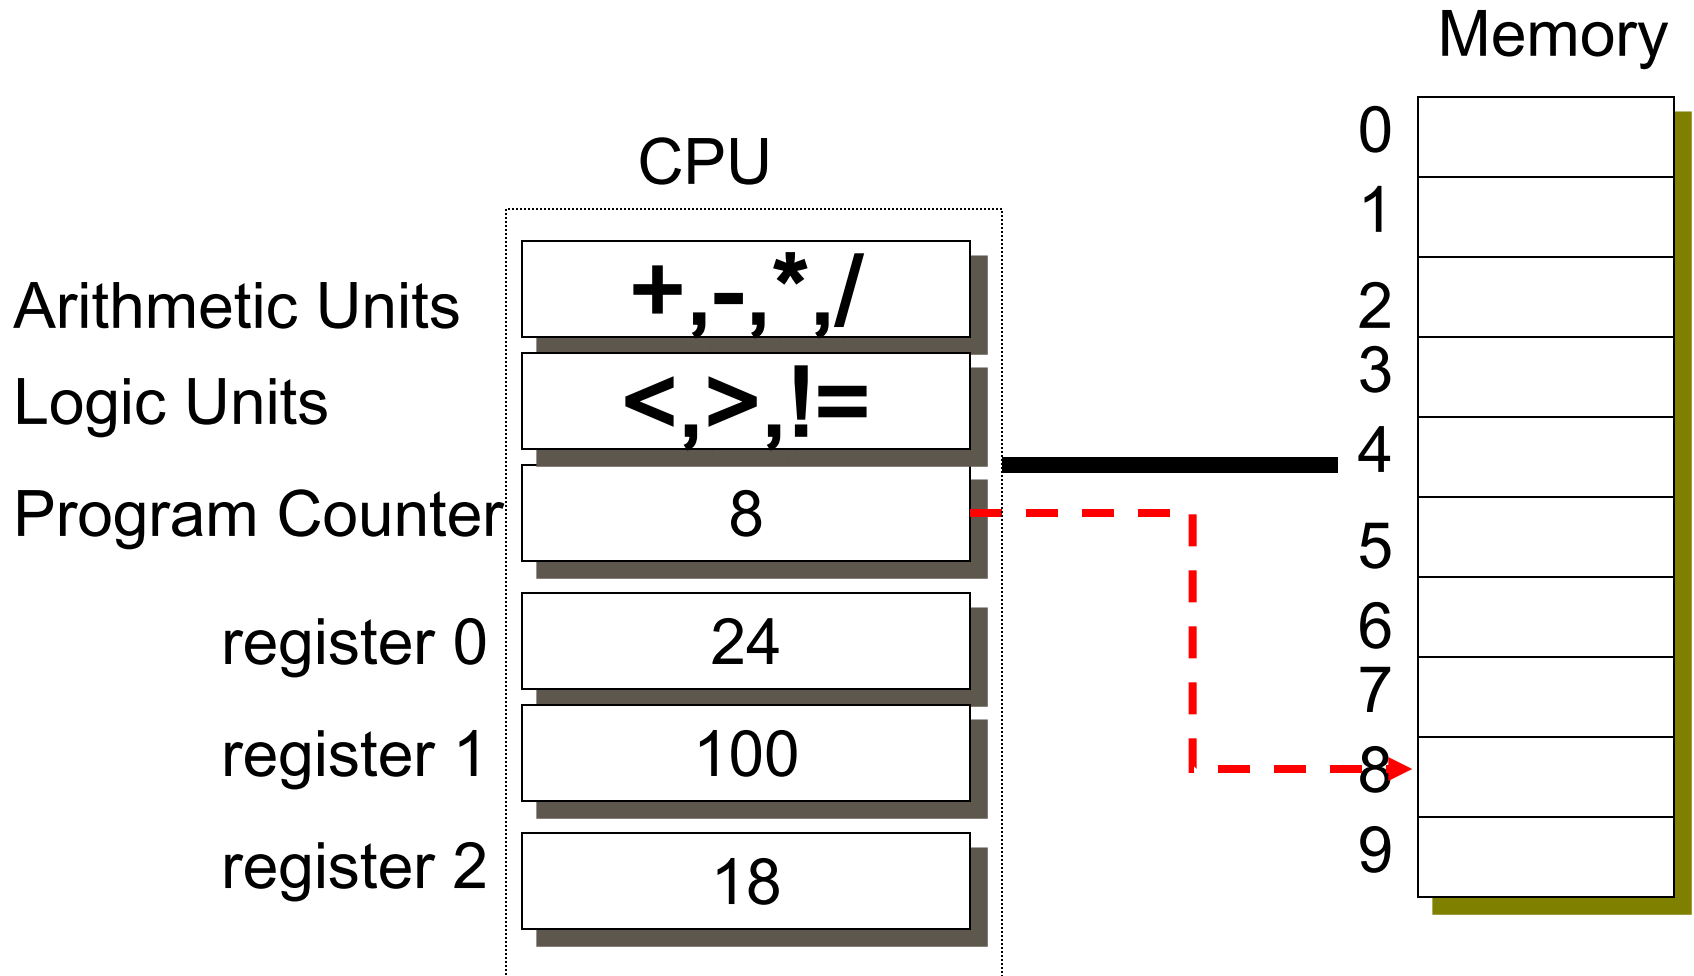 Memory
CPU
Arithmetic Units
+,-,*,/
Logic Units
<,>,!=
Program Counter
8
register 0
24
register 1
100
register 2
18
0
1
2
3
4
5
6
7
8
9